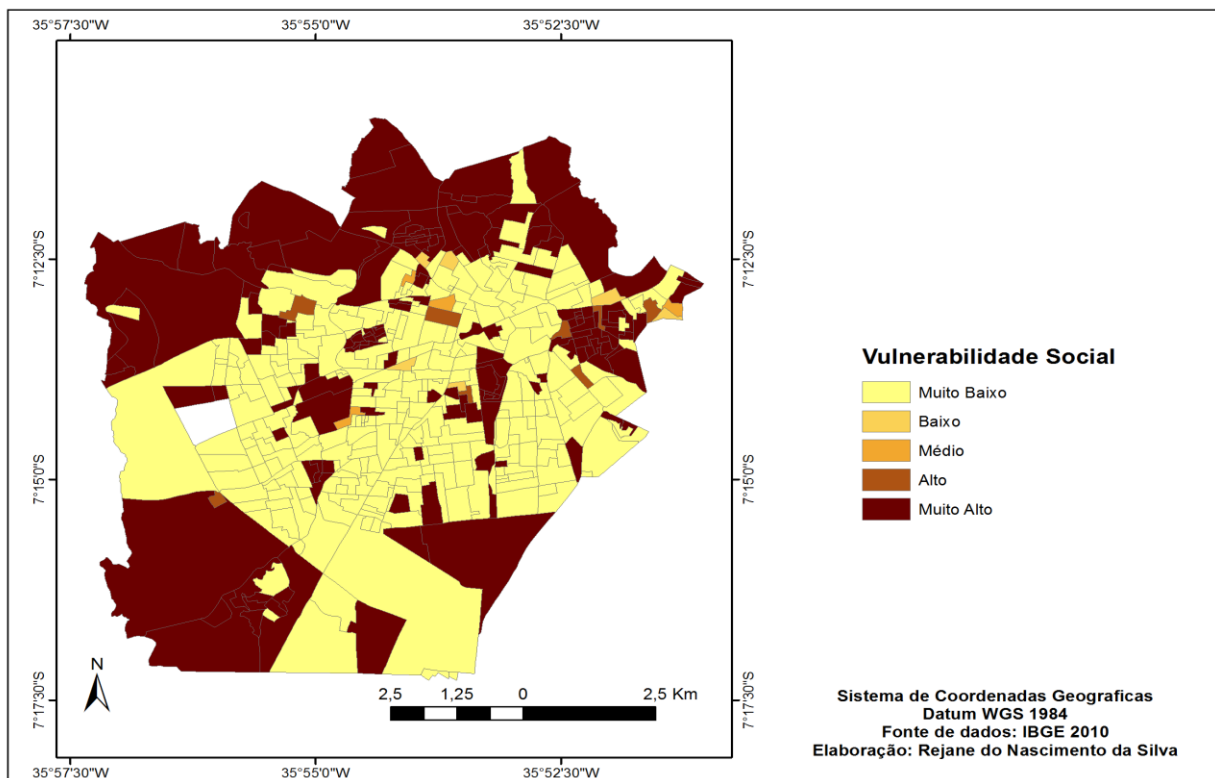 35°57'30"W
35°55'0"W
35°52'30"W
7°12'30"S
7°12'30"S
Vulnerabilidade Social
Muito Baixo
Baixo
Médio
Alto
Muito Alto
7°15'0"S
7°15'0"S
N
2,5 1,25 0 2,5 Km
7°17'30"S
7°17'30"S
Sistema de Coordenadas Geograficas
Datum WGS 1984
Fonte de dados: IBGE 2010
Elaboração: Rejane do Nascimento da Silva
35°57'30"W
35°55'0"W
35°52'30"W